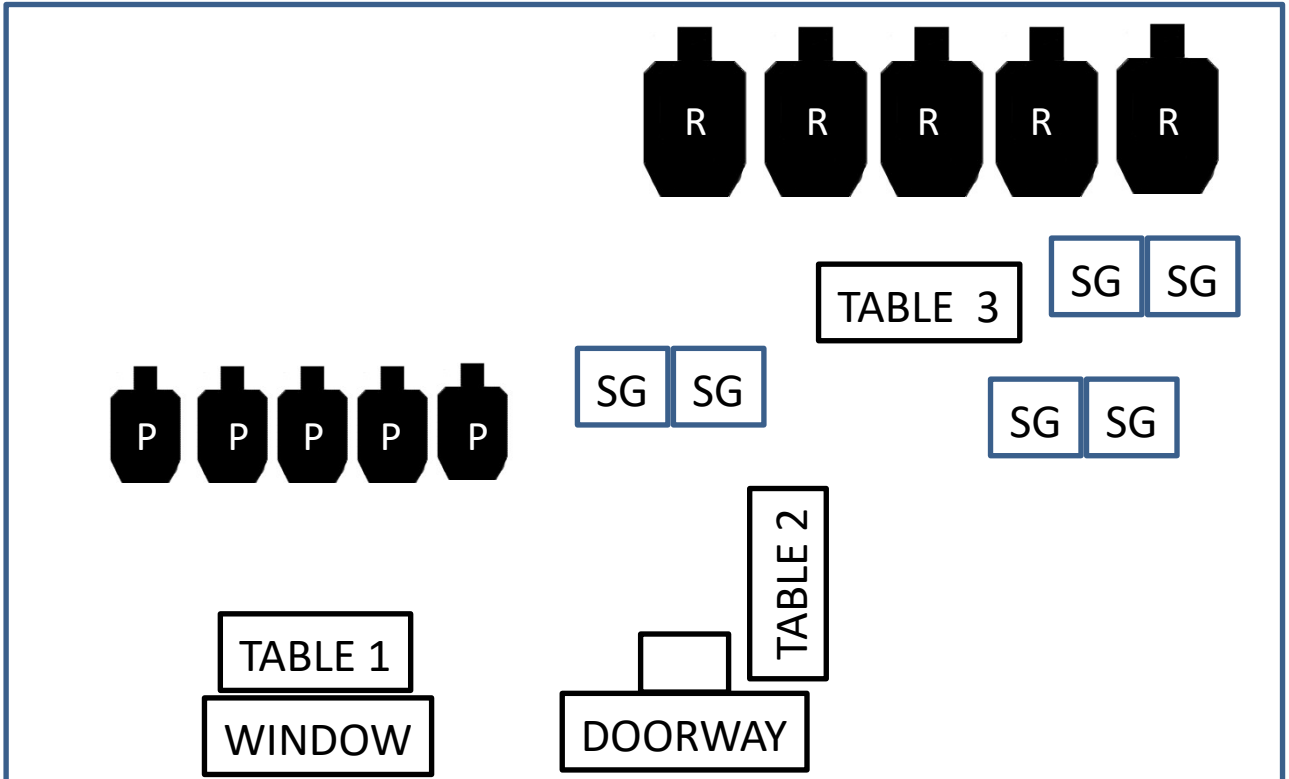 R R R R R
SG SG
TABLE 3
SG SG
SG SG
P P P P P
TABLE 2
TABLE 1
WINDOW
DOORWAY